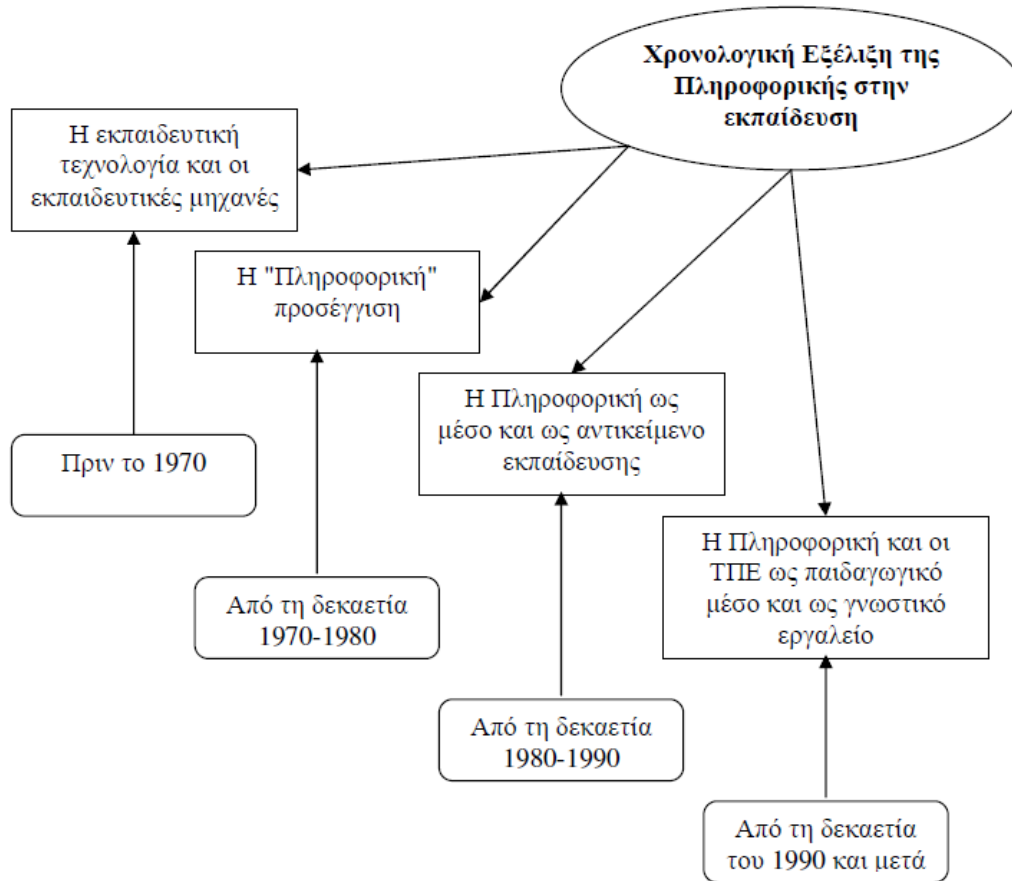 Χρονολογική Εξέλιξη της
Πληροφορικής στην
εκπαίδευση
Η εκπαιδευτική
τεχνολογία και οι
εκπαιδευτικές μηχανές
Η "Πληροφορική"
προσέγγιση
Η Πληροφορική ως
μέσο και ως αντικείμενο
εκπαίδευσης
Πριν το 1970
Η Πληροφορική και οι
ΤΠΕ ως παιδαγωγικό
μέσο και ως γνωστικό
εργαλείο
Από τη δεκαετία
1970-1980
Από τη δεκαετία
1980-1990
Από τη δεκαετία
του 1990 και μετά